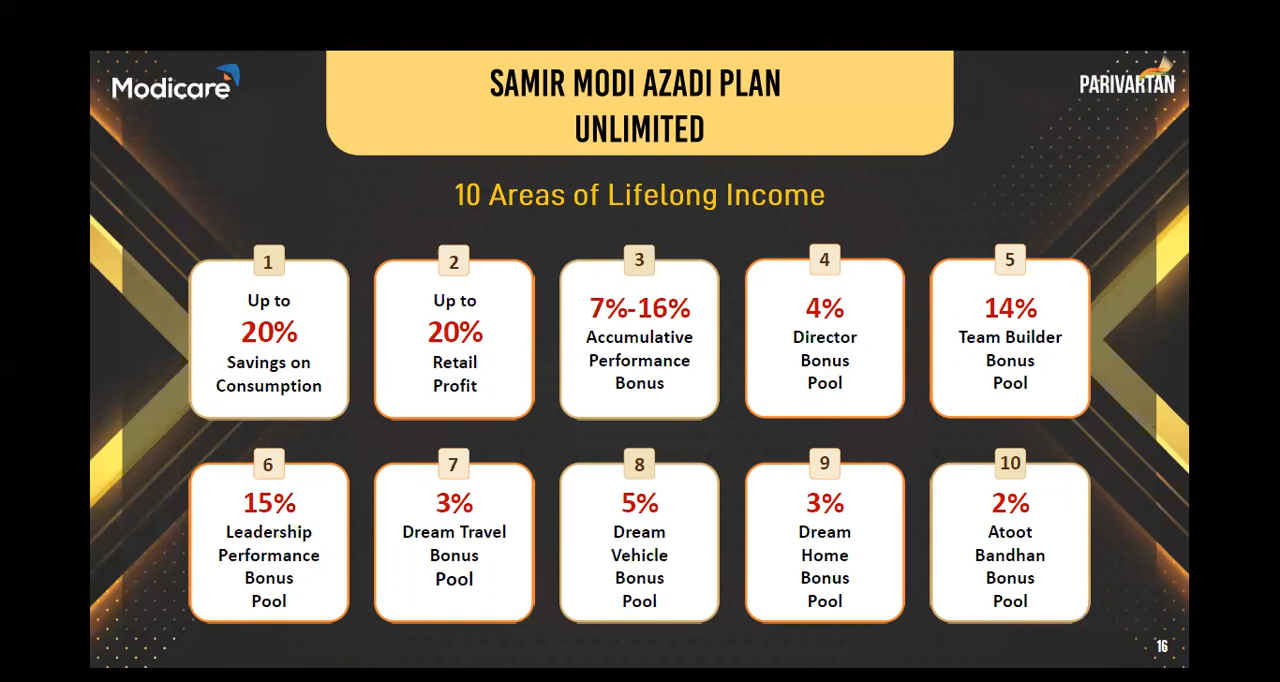 Modicare
SAMIR MODI AZADI PLAN
UNLIMITED
PARIVARTAN
10 Areas of Lifelong Income
1
Up to
20%
Savings on
Consumption
2
Up to
20%
Retail
Profit
3
7%-16%
Accumulative
Performance
Bonus
4
4%
Director
Bonus
Pool
5
14%
Team Builder
Bonus
Pool
6
15%
Leadership
Performance
Bonus
Pool
7
3%
Dream Travel
Bonus
Pool
8
5%
Dream
Vehicle
Bonus
Pool
9
3%
Dream
Home
Bonus
Pool
10
2%
Atoot
Bandhan
Bonus
Pool
16